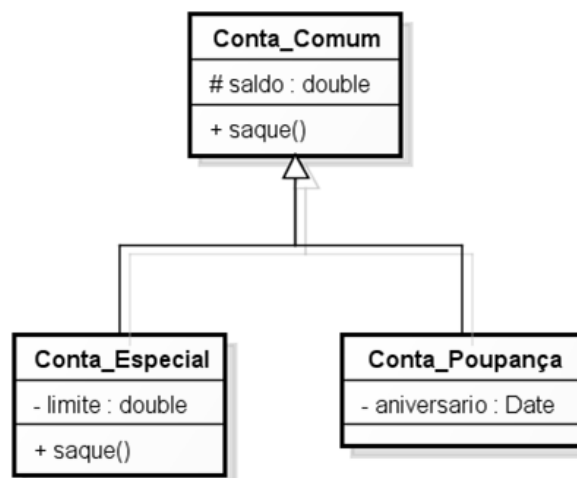 Conta_Comum
# saldo : double
+ saque()
Conta_Especial
- limite : double
+ saque()
Conta_Poupança
- aniversario : Date